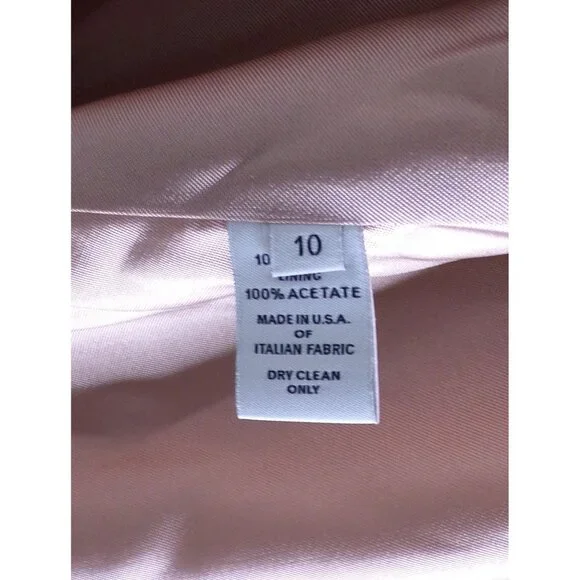 10
10
LINING
100% ACETATE
MADE IN U.S.A.
OF
ITALIAN FABRIC
DRY CLEAN
ONLY